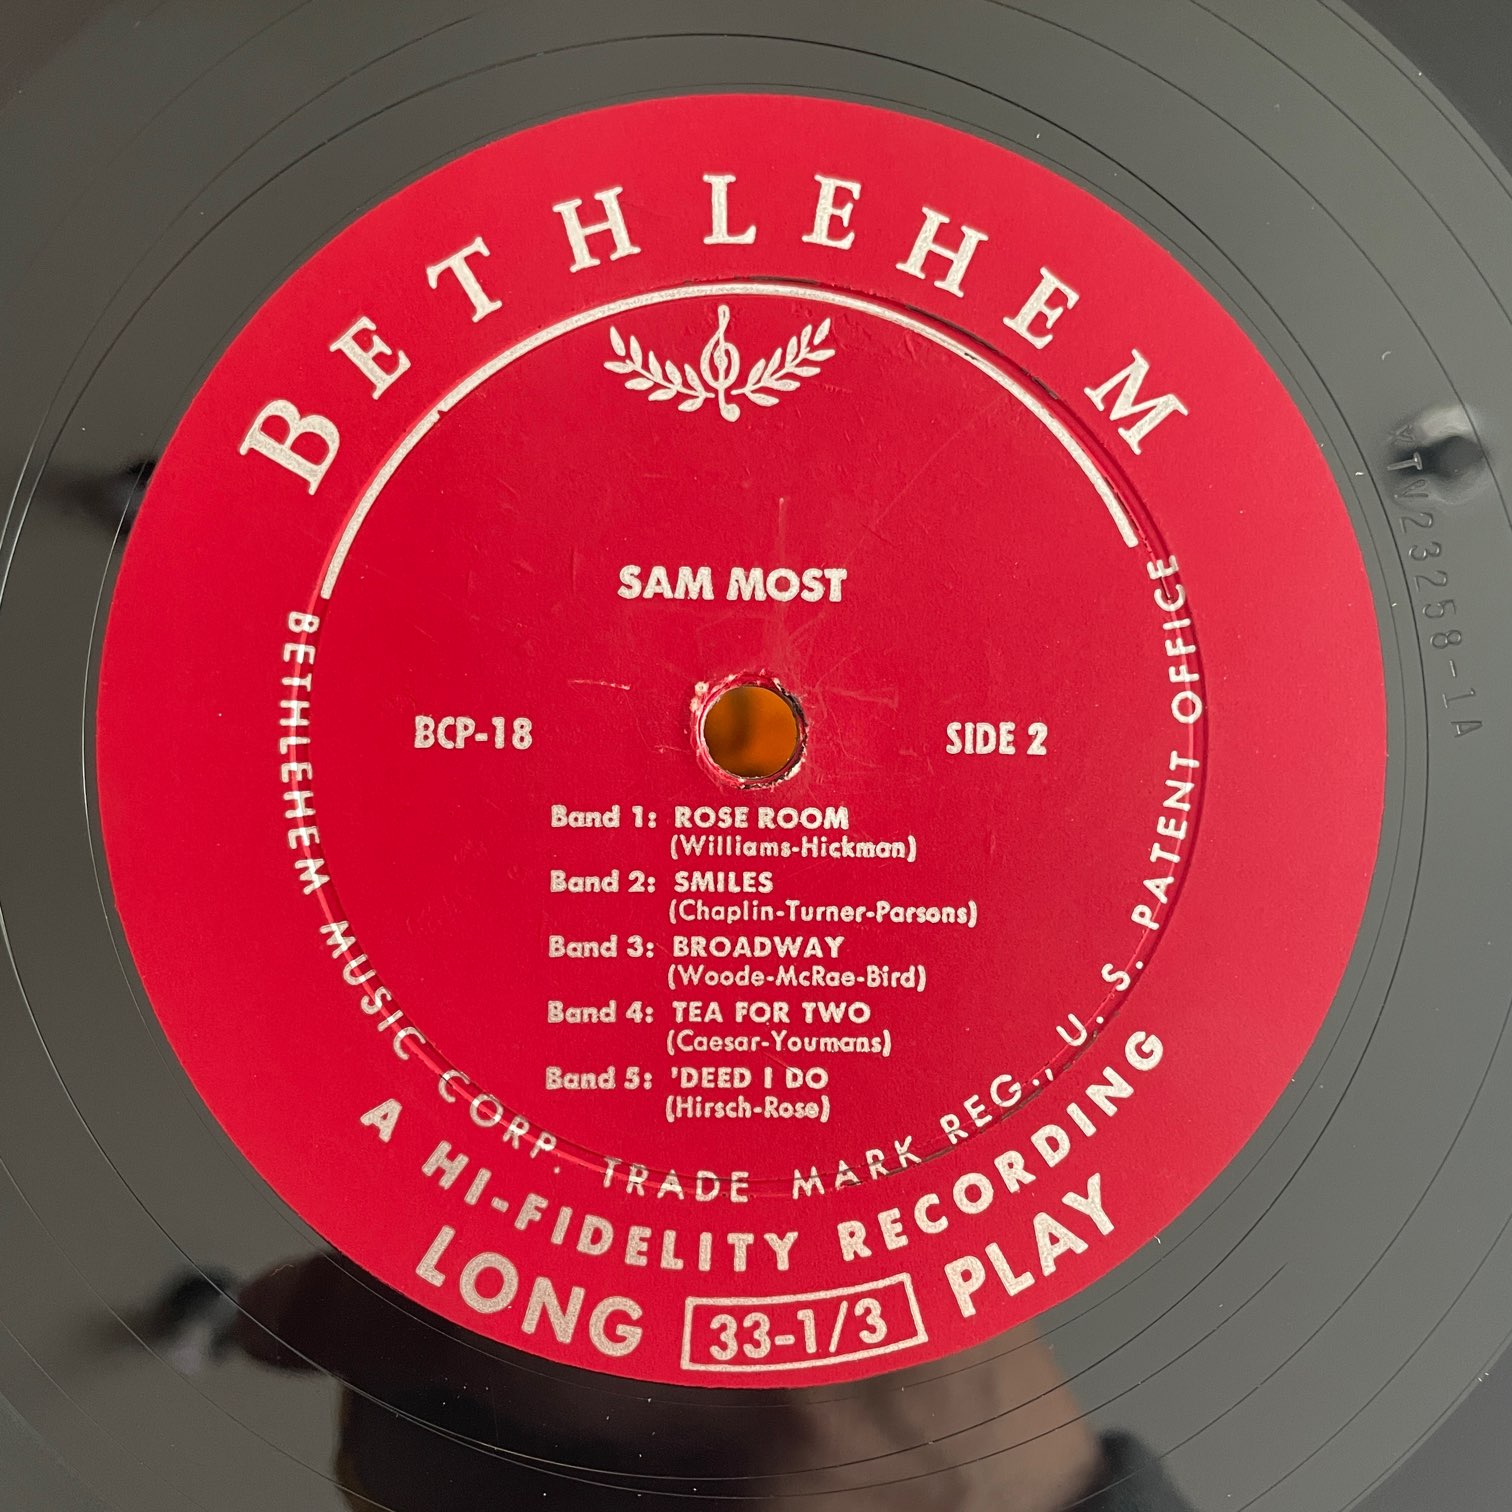 BETHLEHEM
SAM MOST
BCP-18
SIDE 2
Band 1: ROSE ROOM
(Williams-Hickman)
Band 2: SMILES
(Chaplin-Turner-Parsons)
Band 3: BROADWAY
(Woode-McRae-Bird)
Band 4: TEA FOR TWO
(Caesar-Youmans)
Band 5: 'DEED I DO
(Hirsch-Rose)
BETHLEHEM MUSIC CORP. TRADE MARK REG., U. S. PATENT OFFICE
A HI-FIDELITY RECORDING
LONG 33-1/3 PLAY
YTV23258-1A